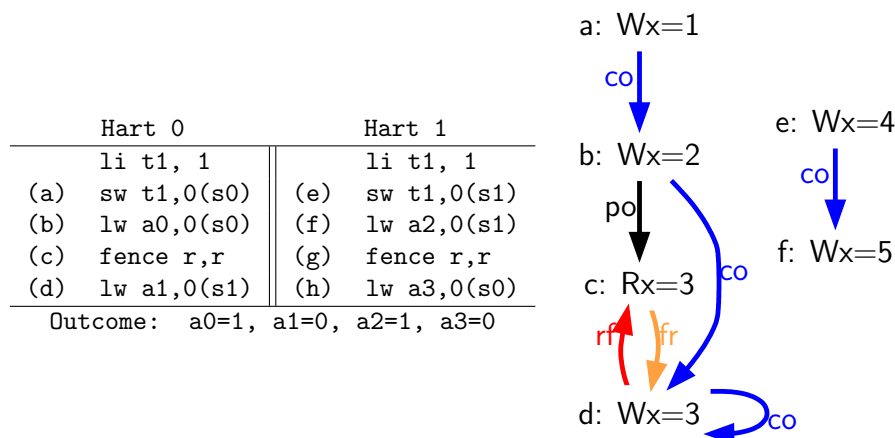 Hart 0 Hart 1
li t1, 1 li t1, 1
(a) sw t1,0(s0) (e) sw t1,0(s1)
(b) lw a0,0(s0) (f) lw a2,0(s1)
(c) fence r,r (g) fence r,r
(d) lw a1,0(s1) (h) lw a3,0(s0)
Outcome: a0=1, a1=0, a2=1, a3=0
a: Wx=1
co
b: Wx=2
po
co
c: Rx=3
rf
fr
d: Wx=3
co
e: Wx=4
co
f: Wx=5